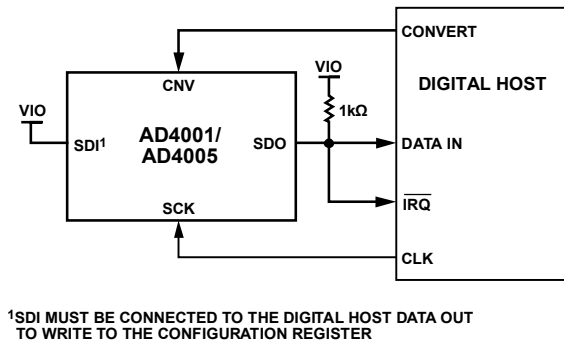 CONVERT
VIO
CNV
DIGITAL HOST
VIO
1kΩ
AD4001/
AD4005
SDI1
SDO
DATA IN
SCK
IRQ
CLK
1SDI MUST BE CONNECTED TO THE DIGITAL HOST DATA OUT
TO WRITE TO THE CONFIGURATION REGISTER